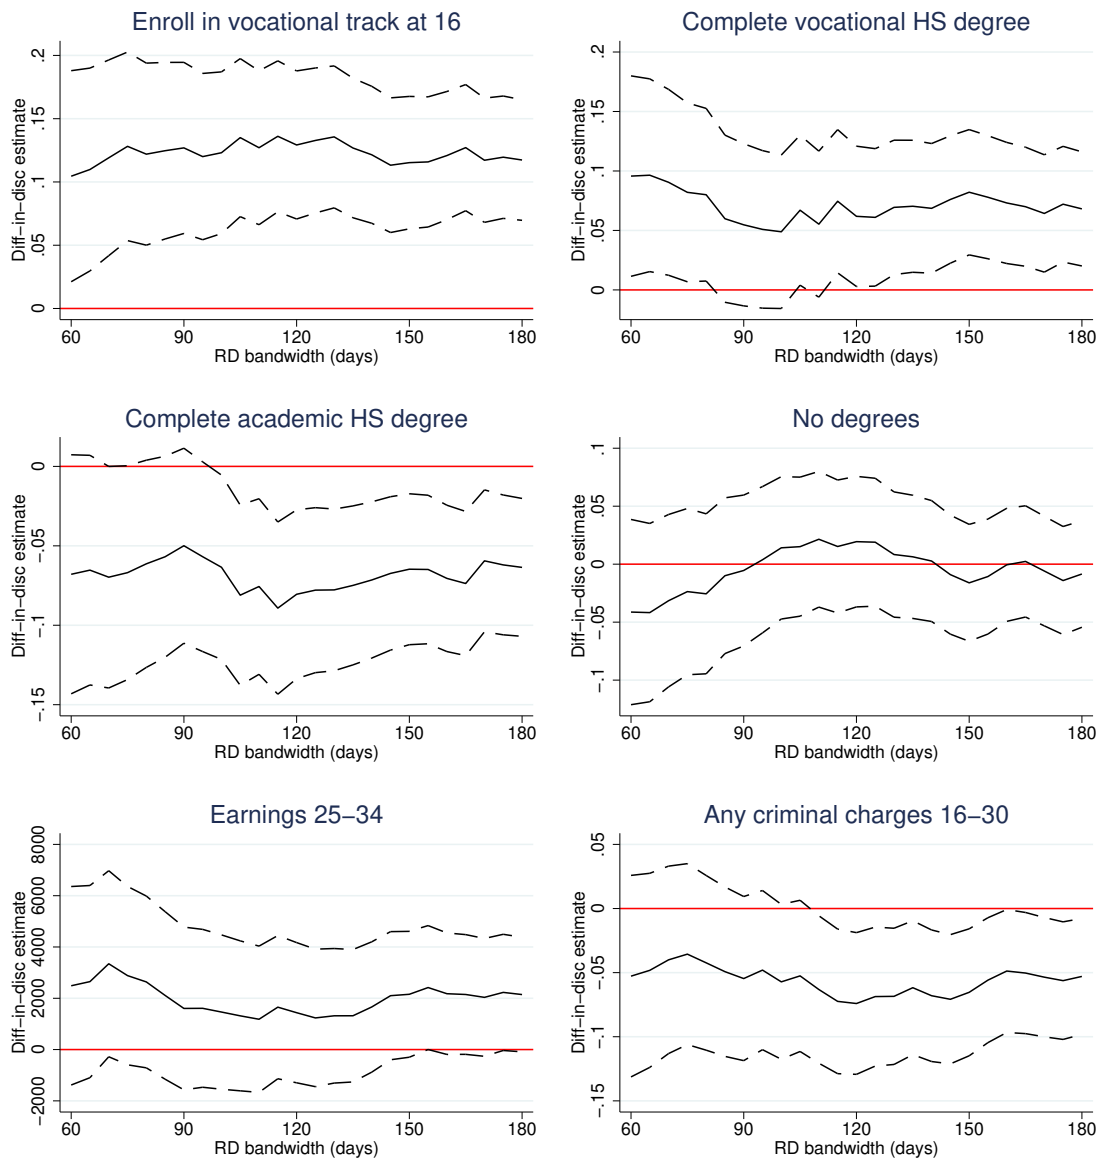 Enroll in vocational track at 16
Diff−in−disc estimate
.2
.15
.1
.05
0
60 90 120 150 180
RD bandwidth (days)
Complete vocational HS degree
Diff−in−disc estimate
.2
.15
.1
.05
0
60 90 120 150 180
RD bandwidth (days)
Complete academic HS degree
Diff−in−disc estimate
0
−.05
−.1
−.15
60 90 120 150 180
RD bandwidth (days)
No degrees
Diff−in−disc estimate
.1
.05
0
−.05
−.1
60 90 120 150 180
RD bandwidth (days)
Earnings 25−34
Diff−in−disc estimate
8000
6000
4000
2000
0
−2000
60 90 120 150 180
RD bandwidth (days)
Any criminal charges 16−30
Diff−in−disc estimate
.05
0
−.05
−.1
−.15
60 90 120 150 180
RD bandwidth (days)